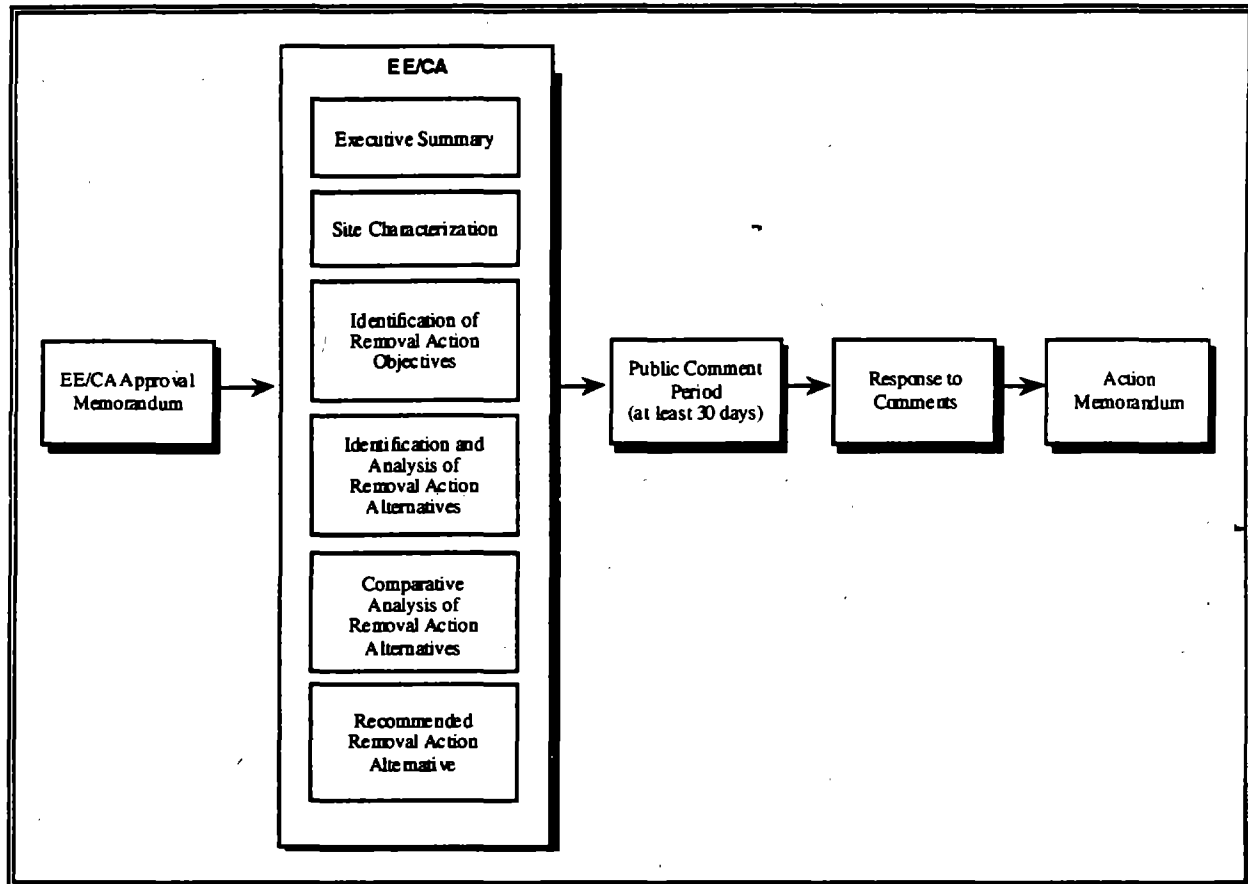 EE/CA Approval
Memorandum
EE/CA
Executive Summary
Site Characterization
Identification of
Removal Action
Objectives
Identification and
Analysis of
Removal Action
Alternatives
Comparative
Analysis of
Removal Action
Alternatives
Recommended
Removal Action
Alternative
Public Comment
Period
(at least 30 days)
Response to
Comments
Action
Memorandum